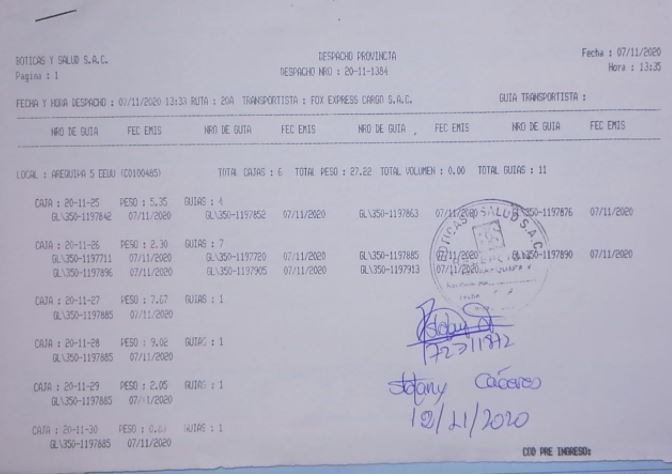 BOTICAS Y SALUD S.A.C. DESPACHO PROVINCIA Fecha : 07/11/2020
Pagina : 1 DESPACHO NRO : 20-11-1384 Hora : 13:35
FECHA Y HORA DESPACHO : 07/11/2020 13:33 RUTA : 20A TRANSPORTISTA : FOX EXPRESS CARGO S.A.C. GUIA TRANSPORTISTA :
NRO DE GUIA FEC EMIS NRO DE GUIA FEC EMIS NRO DE GUIA FEC EMIS NRO DE GUIA FEC EMIS
LOCAL : AREQUIPA 5 EEUU (C0100485) TOTAL CAJAS : 6 TOTAL PESO : 27.22 TOTAL VOLUMEN : 0.00 TOTAL GUIAS : 11
CAJA : 20-11-25 PESO : 5.35 GUIAS : 4
GL\350-1197842 07/11/2020 GL\350-1197852 07/11/2020 GL\350-1197863 07/11/2020 GL\350-1197876 07/11/2020
CAJA : 20-11-26 PESO : 2.30 GUIAS : 7
GL\350-1197711 07/11/2020 GL\350-1197720 07/11/2020 GL\350-1197885 07/11/2020 GL\350-1197890 07/11/2020
GL\350-1197896 07/11/2020 GL\350-1197905 07/11/2020 GL\350-1197913 07/11/2020
BOTICAS Y SALUD S.A.C.
CAJA : 20-11-27 PESO : 7.67 GUIAS : 1
GL\350-1197885 07/11/2020
72711872
CAJA : 20-11-28 PESO : 9.02 GUIAS : 1
GL\350-1197885 07/11/2020
CAJA : 20-11-29 PESO : 2.05 GUIAS : 1
GL\350-1197885 07/11/2020
Stefany Cáceres
12/11/2020
CAJA : 20-11-30 PESO : GUIAS : 1
GL\350-1197885 07/11/2020
COD PRE INGRESO: